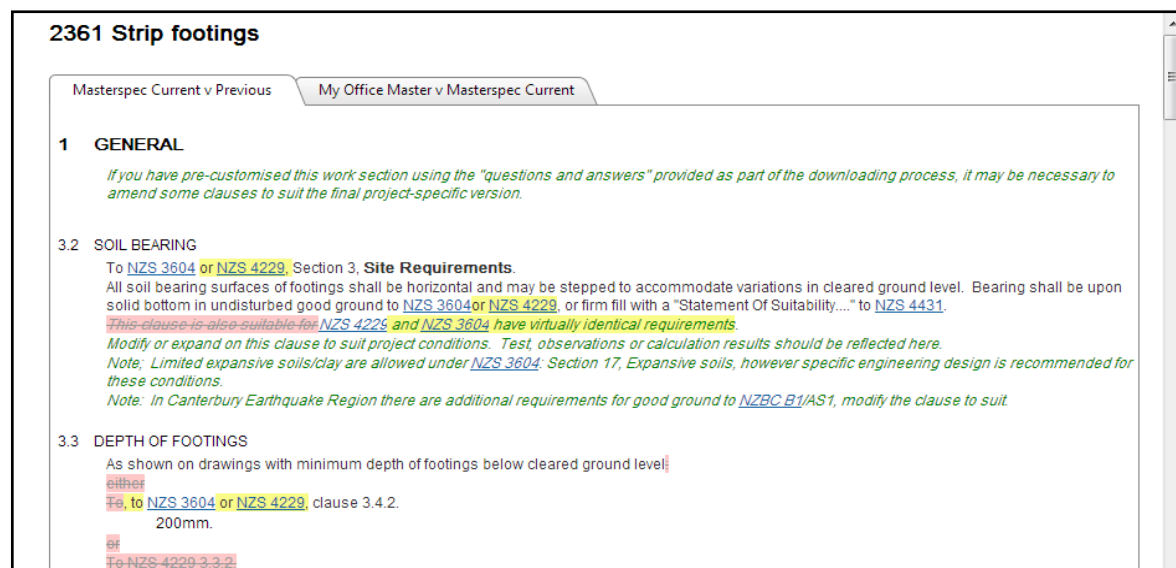 2361 Strip footings
Masterspec Current v Previous My Office Master v Masterspec Current
1 GENERAL
If you have pre-customised this work section using the "questions and answers" provided as part of the downloading process, it may be necessary to
amend some clauses to suit the final project-specific version.
3.2 SOIL BEARING
To NZS 3604 or NZS 4229, Section 3, Site Requirements.
All soil bearing surfaces of footings shall be horizontal and may be stepped to accommodate variations in cleared ground level. Bearing shall be upon
solid bottom in undisturbed good ground to NZS 3604or NZS 4229, or firm fill with a "Statement Of Suitability...." to NZS 4431.
This clause is also suitable for NZS 4229 and NZS 3604 have virtually identical requirements.
Modify or expand on this clause to suit project conditions. Test, observations or calculation results should be reflected here.
Note; Limited expansive soils/clay are allowed under NZS 3604: Section 17, Expansive soils, however specific engineering design is recommended for
these conditions.
Note: In Canterbury Earthquake Region there are additional requirements for good ground to NZBC B1/AS1, modify the clause to suit.
3.3 DEPTH OF FOOTINGS
As shown on drawings with minimum depth of footings below cleared ground level:
either
To, to NZS 3604 or NZS 4229, clause 3.4.2.
200mm.
or
To NZS 4229 3.3.2.